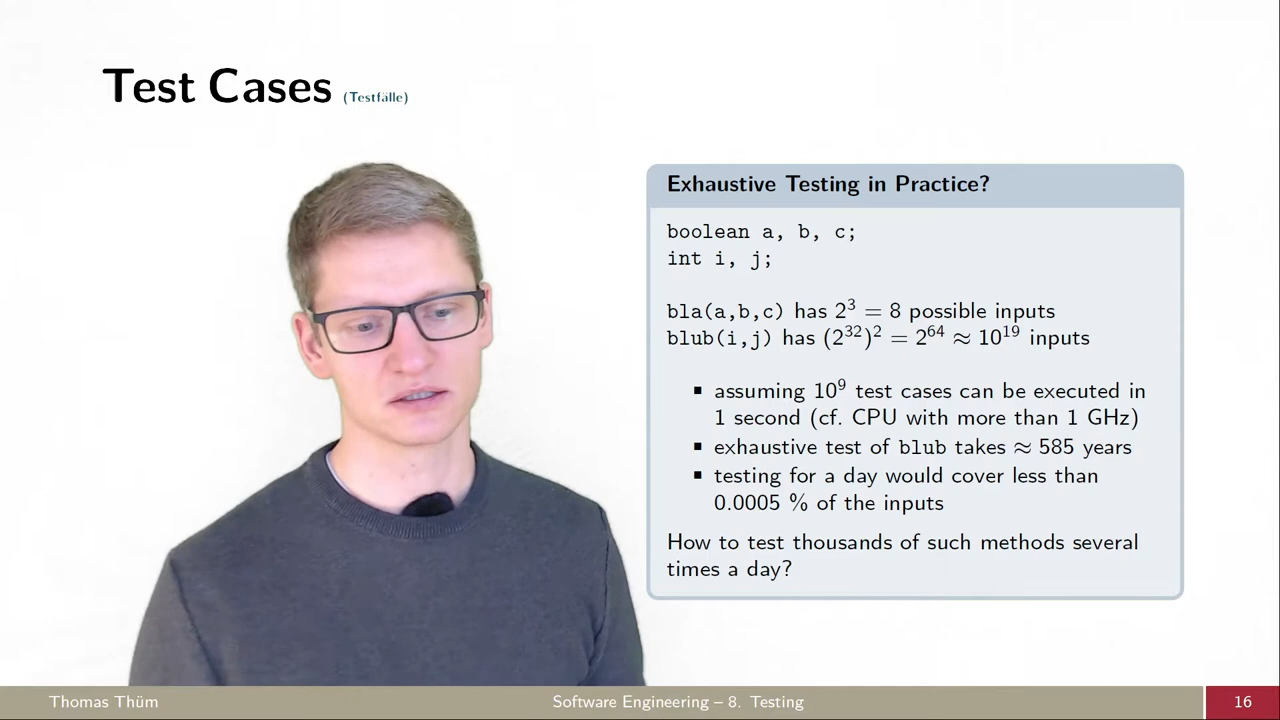 Test Cases (Testfälle)
Exhaustive Testing in Practice?
boolean a, b, c;
int i, j;
bla(a,b,c) has 2³ = 8 possible inputs
blub(i,j) has (2³²)² = 2⁶⁴ ≈ 10¹⁹ inputs
▪ assuming 10⁹ test cases can be executed in
1 second (cf. CPU with more than 1 GHz)
▪ exhaustive test of blub takes ≈ 585 years
▪ testing for a day would cover less than
0.0005 % of the inputs
How to test thousands of such methods several
times a day?
Thomas Thüm Software Engineering – 8. Testing 16